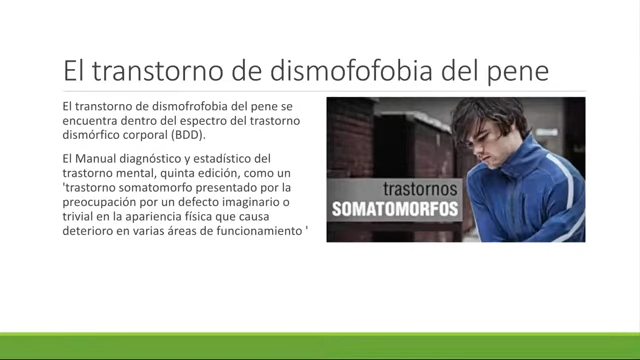 El transtorno de dismofofobia del pene
El transtorno de dismofrofobia del pene se
encuentra dentro del espectro del trastorno
dismórfico corporal (BDD).
El Manual diagnóstico y estadístico del
trastorno mental, quinta edición, como un
'trastorno somatomorfo presentado por la
preocupación por un defecto imaginario o
trivial en la apariencia física que causa
deterioro en varias áreas de funcionamiento '
trastornos
SOMATOMORFOS